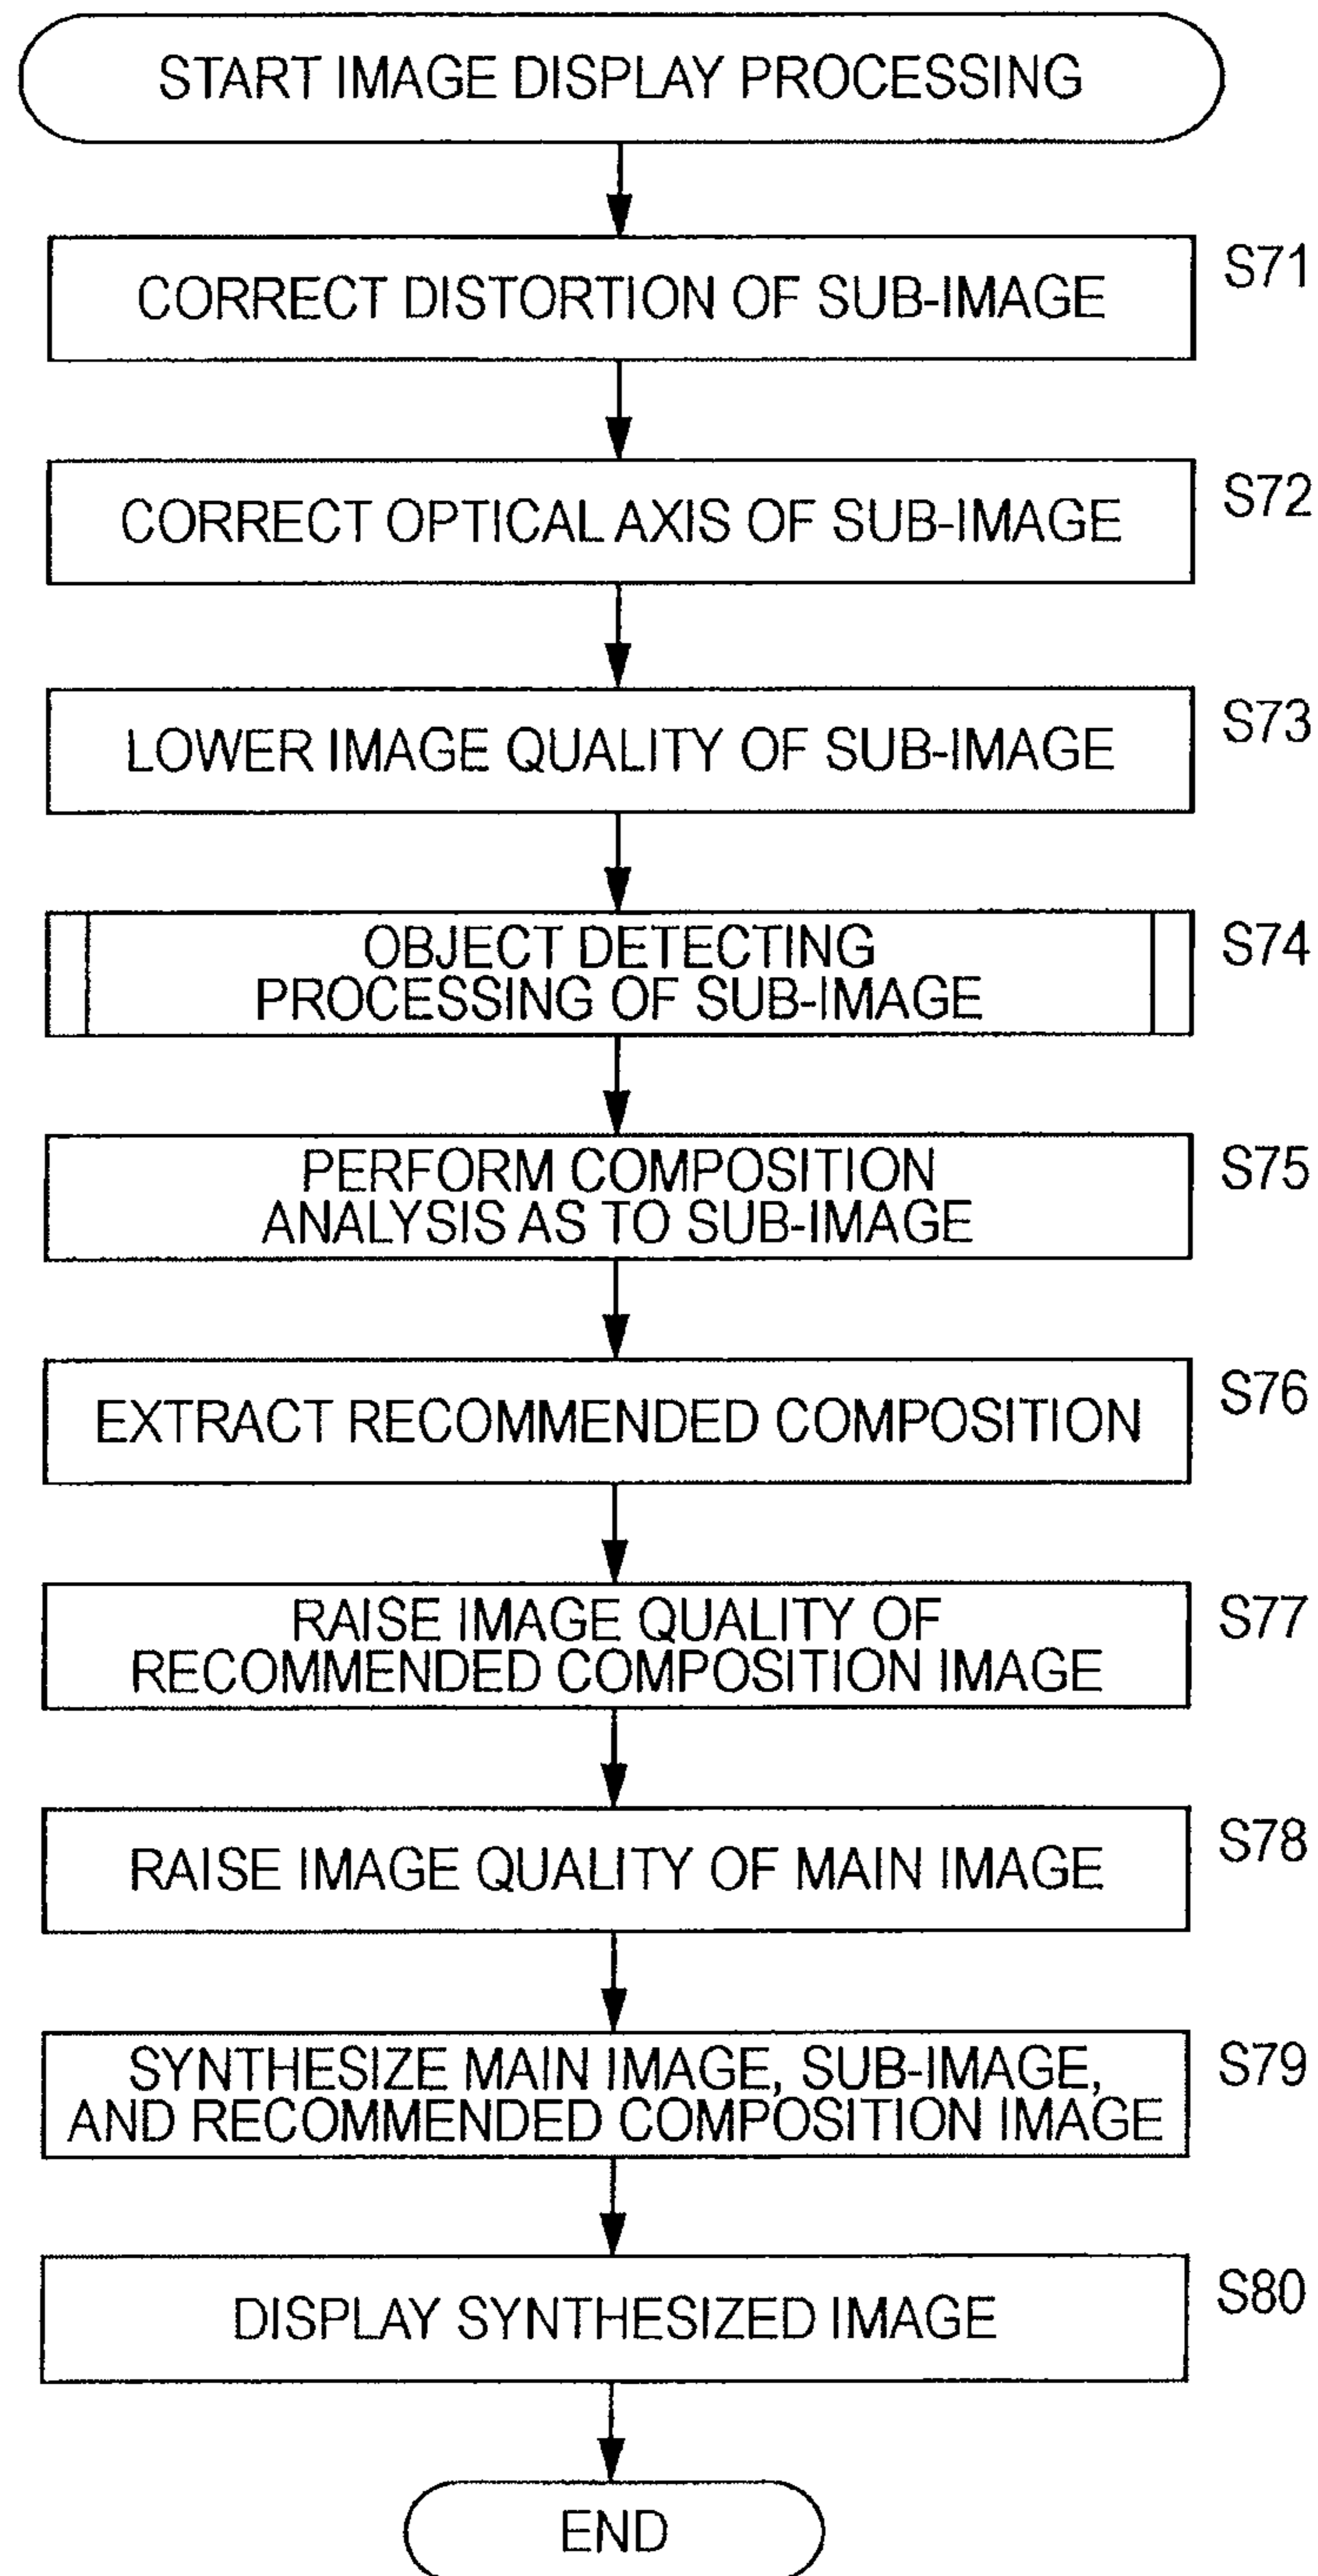 START IMAGE DISPLAY PROCESSING
CORRECT DISTORTION OF SUB-IMAGE
S71
CORRECT OPTICAL AXIS OF SUB-IMAGE
S72
LOWER IMAGE QUALITY OF SUB-IMAGE
S73
OBJECT DETECTING
PROCESSING OF SUB-IMAGE
S74
PERFORM COMPOSITION
ANALYSIS AS TO SUB-IMAGE
S75
EXTRACT RECOMMENDED COMPOSITION
S76
RAISE IMAGE QUALITY OF
RECOMMENDED COMPOSITION IMAGE
S77
RAISE IMAGE QUALITY OF MAIN IMAGE
S78
SYNTHESIZE MAIN IMAGE, SUB-IMAGE,
AND RECOMMENDED COMPOSITION IMAGE
S79
DISPLAY SYNTHESIZED IMAGE
S80
END